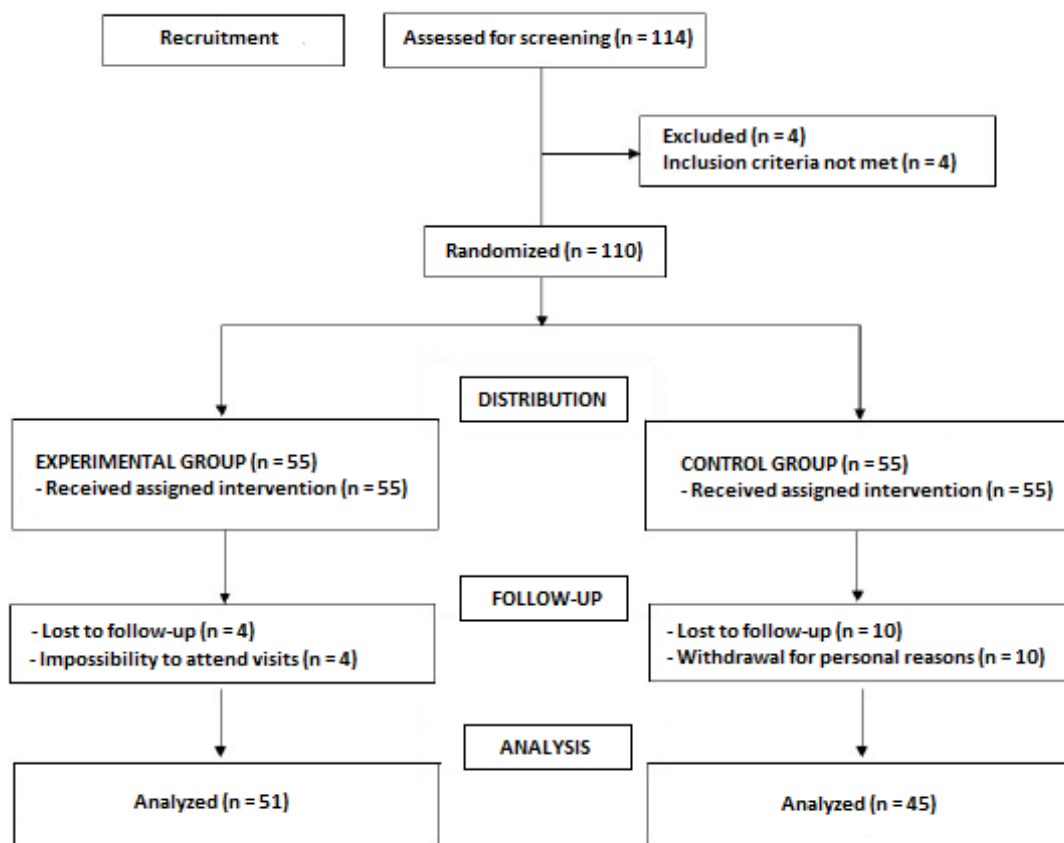 Recruitment
Assessed for screening (n = 114)
Excluded (n = 4)
Inclusion criteria not met (n = 4)
Randomized (n = 110)
DISTRIBUTION
EXPERIMENTAL GROUP (n = 55)
- Received assigned intervention (n = 55)
CONTROL GROUP (n = 55)
- Received assigned intervention (n = 55)
FOLLOW-UP
- Lost to follow-up (n = 4)
- Impossibility to attend visits (n = 4)
- Lost to follow-up (n = 10)
- Withdrawal for personal reasons (n = 10)
ANALYSIS
Analyzed (n = 51)
Analyzed (n = 45)